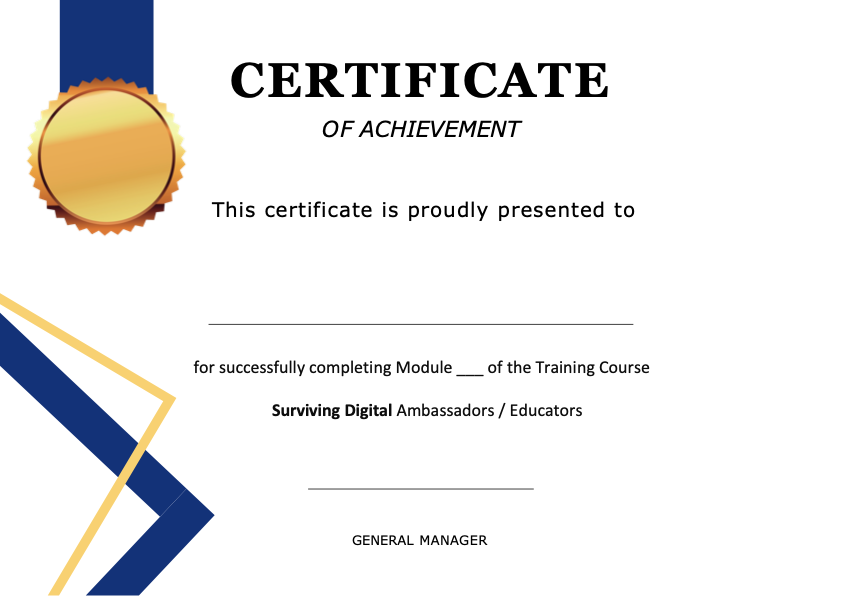 CERTIFICATE
OF ACHIEVEMENT
This certificate is proudly presented to
for successfully completing Module ___ of the Training Course
Surviving Digital Ambassadors / Educators
GENERAL MANAGER